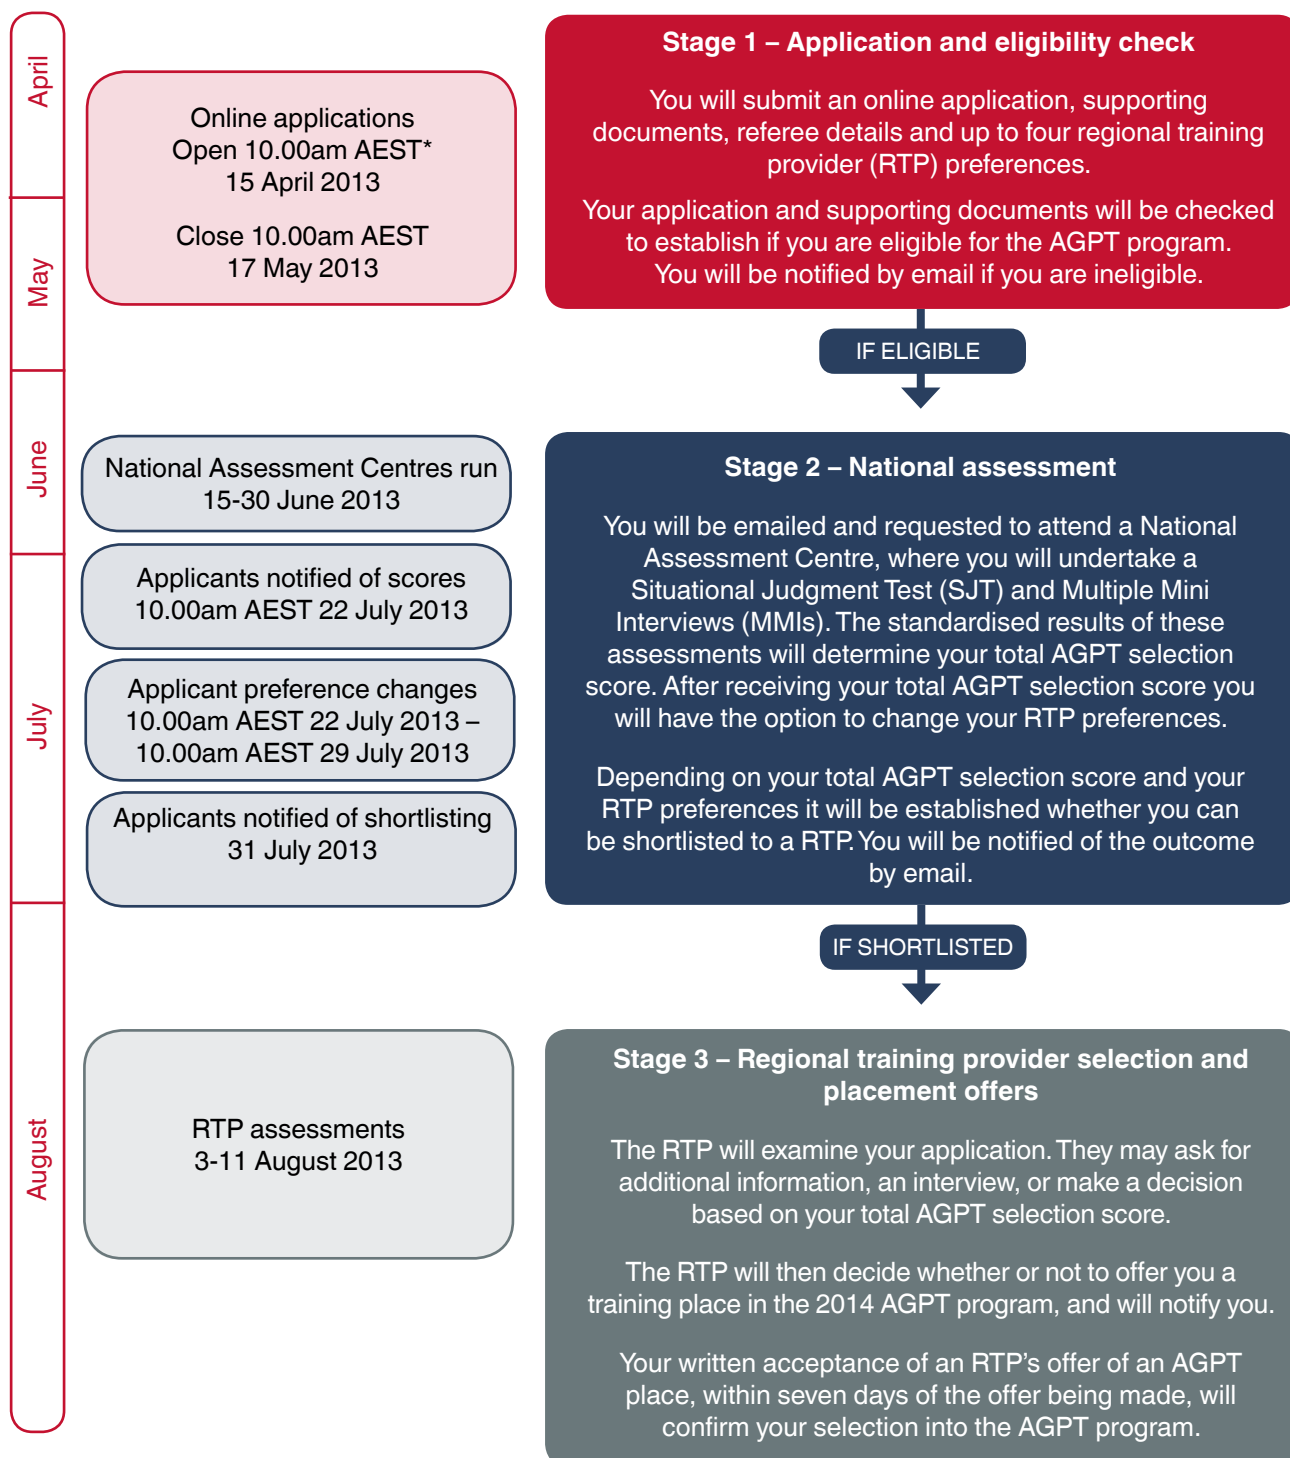 April
May
June
July
August
Online applications
Open 10.00am AEST*
15 April 2013
Close 10.00am AEST
17 May 2013
Stage 1 – Application and eligibility check
You will submit an online application, supporting
documents, referee details and up to four regional training
provider (RTP) preferences.
Your application and supporting documents will be checked
to establish if you are eligible for the AGPT program.
You will be notified by email if you are ineligible.
IF ELIGIBLE
National Assessment Centres run
15-30 June 2013
Applicants notified of scores
10.00am AEST 22 July 2013
Applicant preference changes
10.00am AEST 22 July 2013 –
10.00am AEST 29 July 2013
Applicants notified of shortlisting
31 July 2013
Stage 2 – National assessment
You will be emailed and requested to attend a National
Assessment Centre, where you will undertake a
Situational Judgment Test (SJT) and Multiple Mini
Interviews (MMIs). The standardised results of these
assessments will determine your total AGPT selection
score. After receiving your total AGPT selection score you
will have the option to change your RTP preferences.
Depending on your total AGPT selection score and your
RTP preferences it will be established whether you can
be shortlisted to a RTP. You will be notified of the outcome
by email.
IF SHORTLISTED
RTP assessments
3-11 August 2013
Stage 3 – Regional training provider selection and
placement offers
The RTP will examine your application. They may ask for
additional information, an interview, or make a decision
based on your total AGPT selection score.
The RTP will then decide whether or not to offer you a
training place in the 2014 AGPT program, and will notify you.
Your written acceptance of an RTP's offer of an AGPT
place, within seven days of the offer being made, will
confirm your selection into the AGPT program.